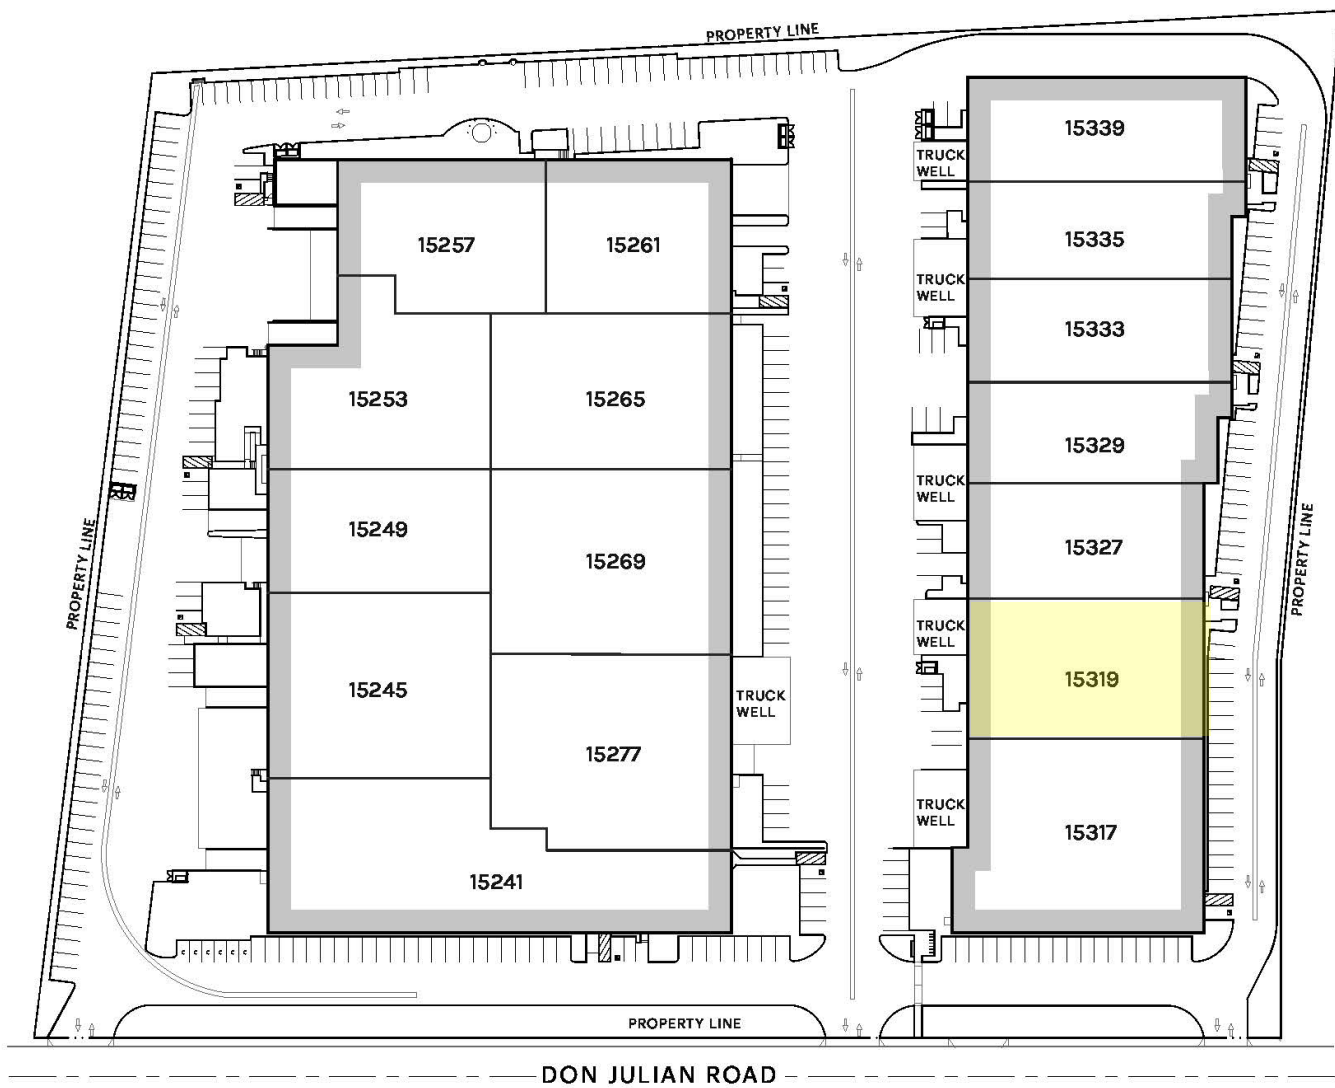 PROPERTY LINE
15339
TRUCK
WELL
15257
15261
15335
TRUCK
WELL
15333
15253
15265
15329
TRUCK
WELL
15249
15269
15327
PROPERTY LINE
PROPERTY LINE
TRUCK
WELL
15245
15319
TRUCK
WELL
15277
TRUCK
WELL
15317
15241
PROPERTY LINE
DON JULIAN ROAD